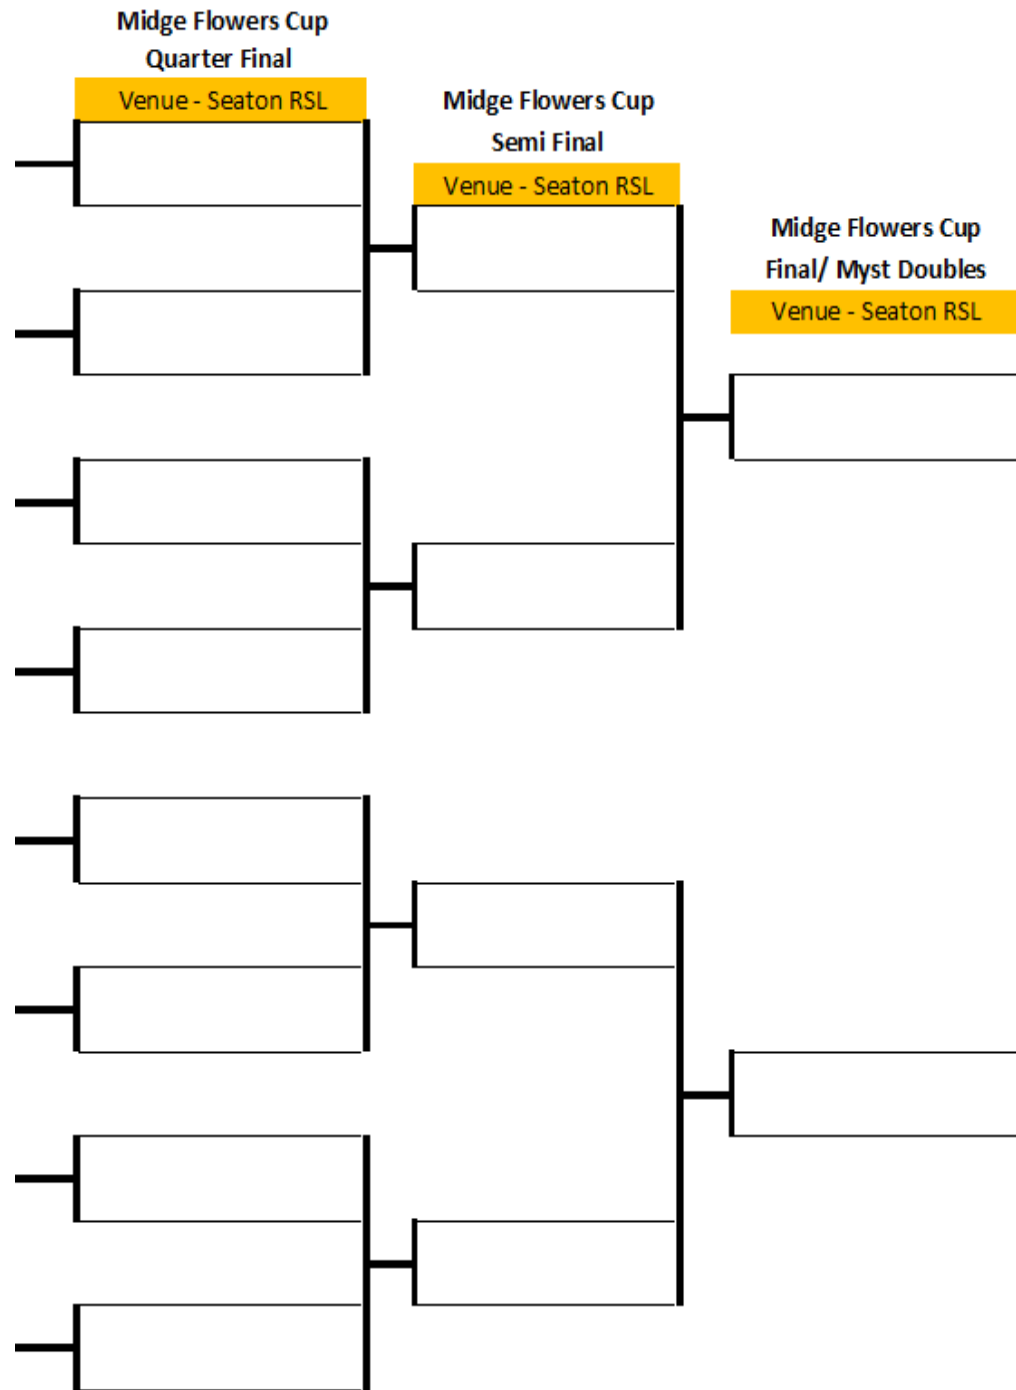 Midge Flowers Cup
Quarter Final
Venue - Seaton RSL
Midge Flowers Cup
Semi Final
Venue - Seaton RSL
Midge Flowers Cup
Final/ Myst Doubles
Venue - Seaton RSL